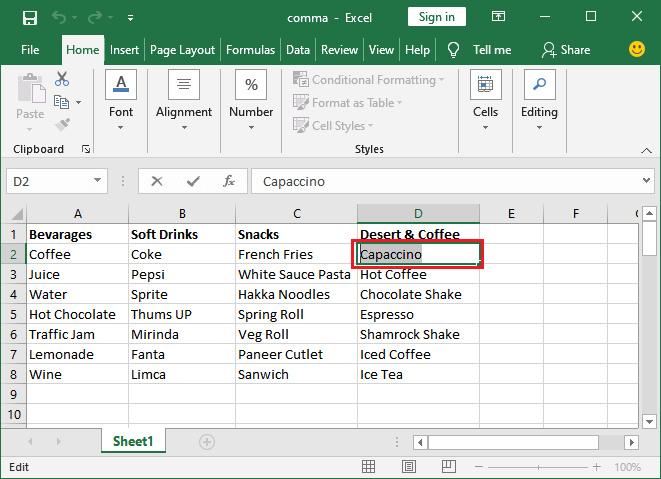 comma - Excel
Sign in
File Home Insert Page Layout Formulas Data Review View Help Tell me Share
Paste
Clipboard
A
Font
Alignment
%
Number
Conditional Formatting
Format as Table
Cell Styles
Styles
Cells
Editing
D2 fx Capaccino
A B C D E F
1 Bevarages Soft Drinks Snacks Desert & Coffee
2 Coffee Coke French Fries Capaccino
3 Juice Pepsi White Sauce Pasta Hot Coffee
4 Water Sprite Hakka Noodles Chocolate Shake
5 Hot Chocolate Thums UP Spring Roll Espresso
6 Traffic Jam Mirinda Veg Roll Shamrock Shake
7 Lemonade Fanta Paneer Cutlet Iced Coffee
8 Wine Limca Sanwich Ice Tea
9
10
Sheet1
Edit 100%